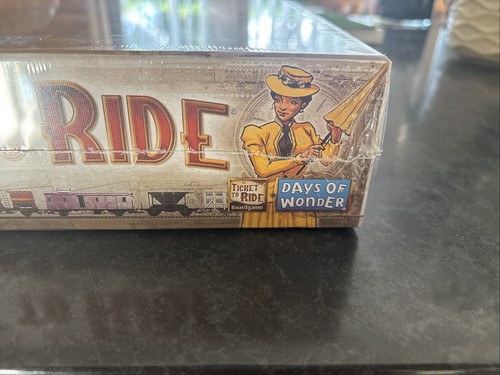 RIDE®
TICKET
TO RIDE
Boardgame
DAYS OF
WONDER